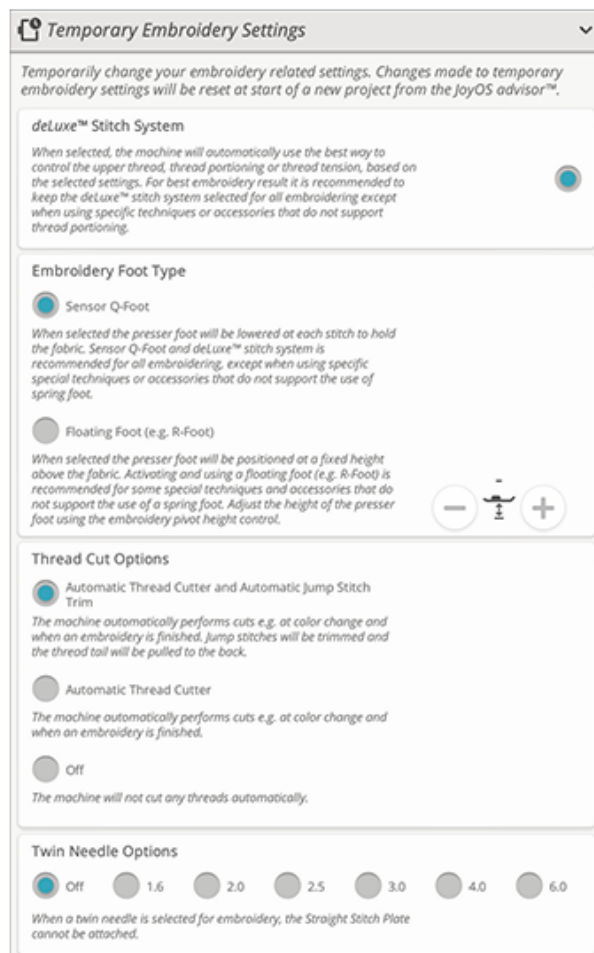 Temporary Embroidery Settings
Temporarily change your embroidery related settings. Changes made to temporary
embroidery settings will be reset at start of a new project from the JoyOS advisor™.
deLuxe™ Stitch System
When selected, the machine will automatically use the best way to
control the upper thread, thread portioning or thread tension, based on
the selected settings. For best embroidery result it is recommended to
keep the deLuxe™ stitch system selected for all embroidering except
when using specific techniques or accessories that do not support
thread portioning.
Embroidery Foot Type
Sensor Q-Foot
When selected the presser foot will be lowered at each stitch to hold
the fabric. Sensor Q-Foot and deLuxe™ stitch system is
recommended for all embroidering, except when using specific
special techniques or accessories that do not support the use of
spring foot.
Floating Foot (e.g. R-Foot)
When selected the presser foot will be positioned at a fixed height
above the fabric. Activating and using a floating foot (e.g. R-Foot) is
recommended for some special techniques and accessories that do
not support the use of a spring foot. Adjust the height of the presser
foot using the embroidery pivot height control.
-
Thread Cut Options
Automatic Thread Cutter and Automatic Jump Stitch
Trim
The machine automatically performs cuts e.g. at color change and
when an embroidery is finished. Jump stitches will be trimmed and
the thread tail will be pulled to the back.
Automatic Thread Cutter
The machine automatically performs cuts e.g. at color change and
when an embroidery is finished.
Off
The machine will not cut any threads automatically.
Twin Needle Options
Off 1.6 2.0 2.5 3.0 4.0 6.0
When a twin needle is selected for embroidery, the Straight Stitch Plate
cannot be attached.